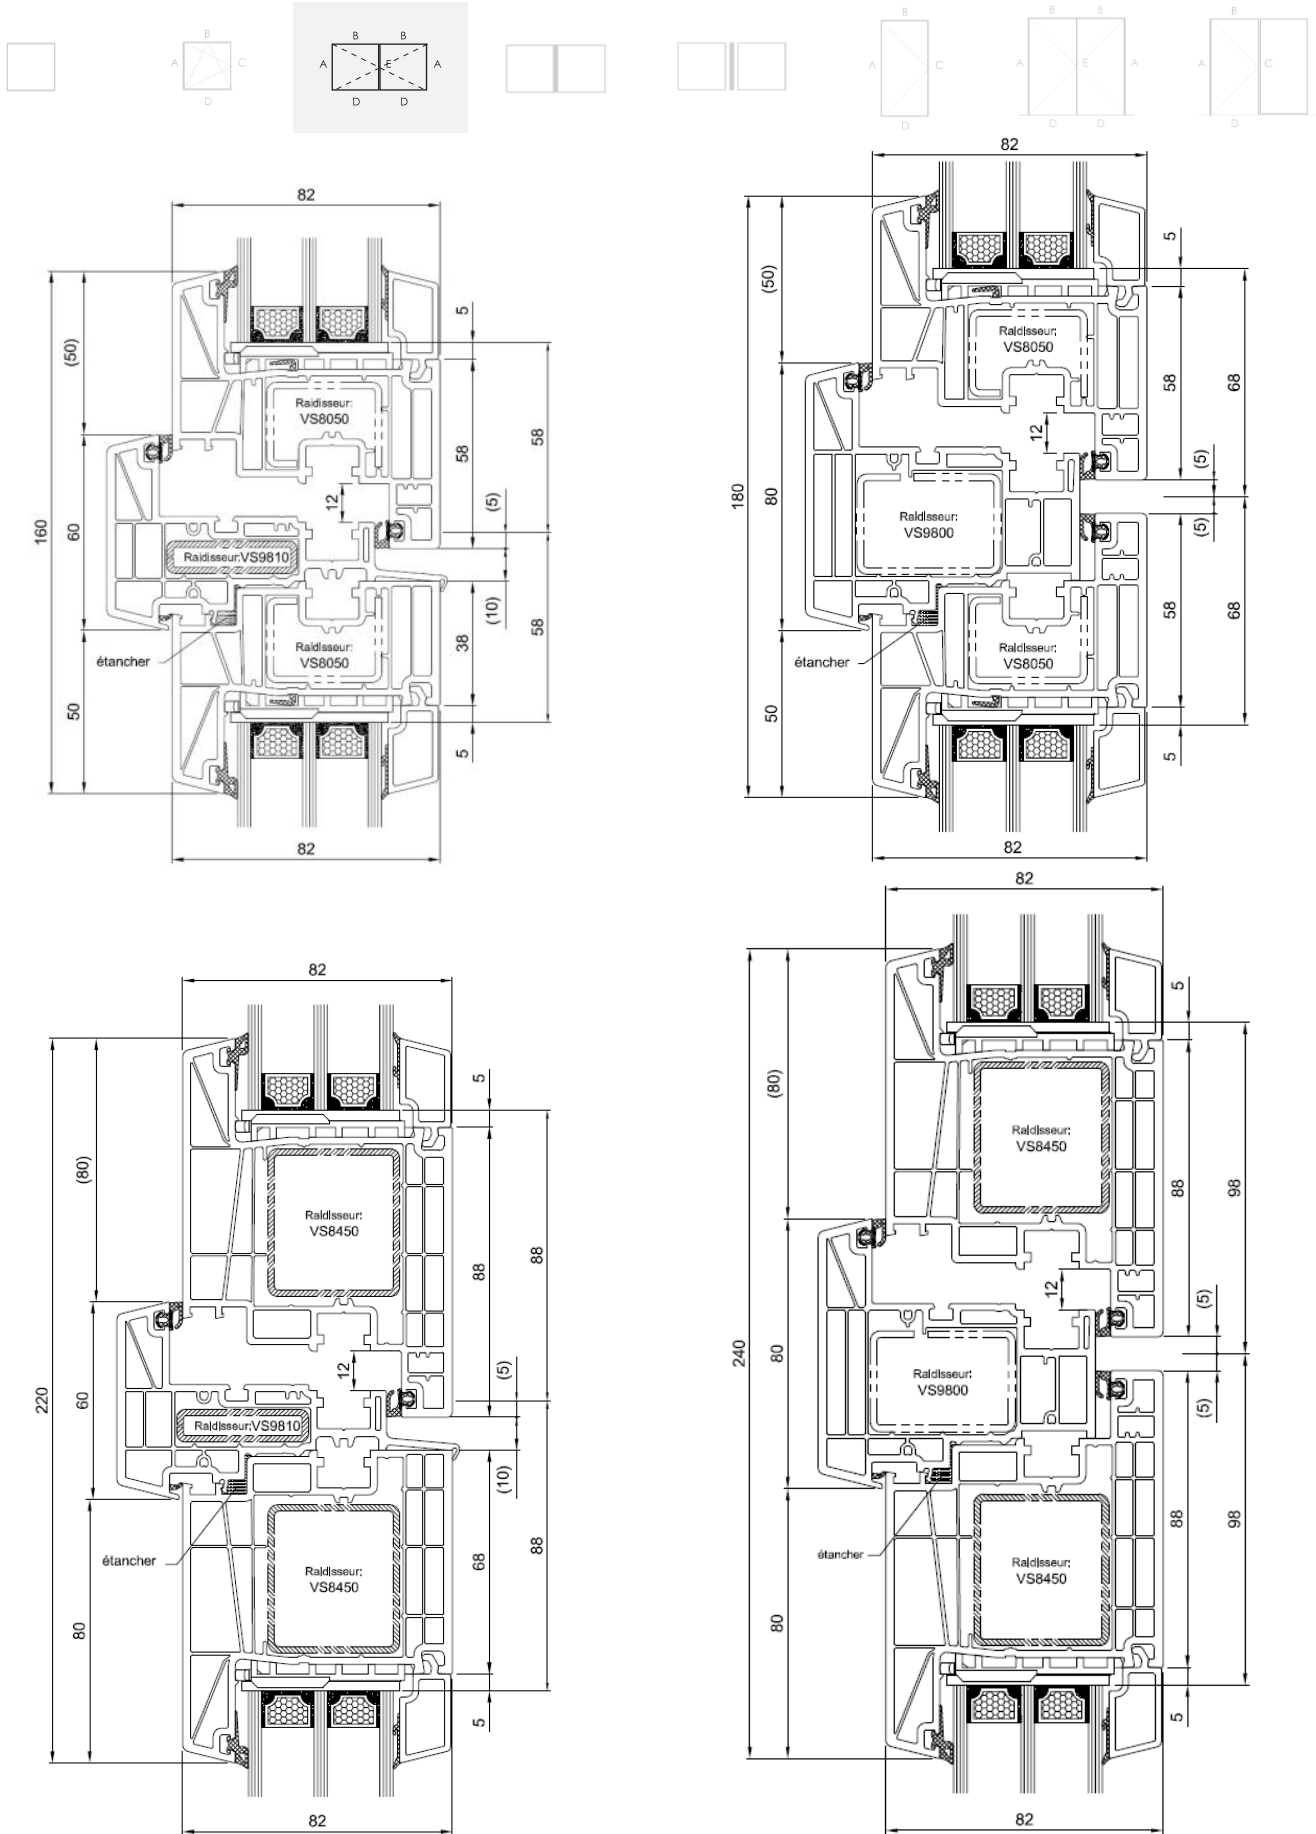 B
A
C
D
B B
A E A
D D
B
A C
D
B B
A E A
D D
B
A C
D
82
160
(50)
60
50
5
58
58
12
(5)
(10)
38
58
5
Raidisseur:
VS8050
Raidisseur:VS9810
Raidisseur:
VS8050
étancher
82
82
180
(50)
80
50
5
58
68
12
(5)
(5)
58
68
5
Raidisseur:
VS8050
Raidisseur:
VS9800
Raidisseur:
VS8050
étancher
82
82
220
(80)
60
80
5
88
88
12
(5)
(10)
68
88
5
Raidisseur:
VS8450
Raidisseur:VS9810
Raidisseur:
VS8450
étancher
82
82
240
(80)
80
80
5
88
98
12
(5)
(5)
88
98
5
Raidisseur:
VS8450
Raidisseur:
VS9800
Raidisseur:
VS8450
étancher
82